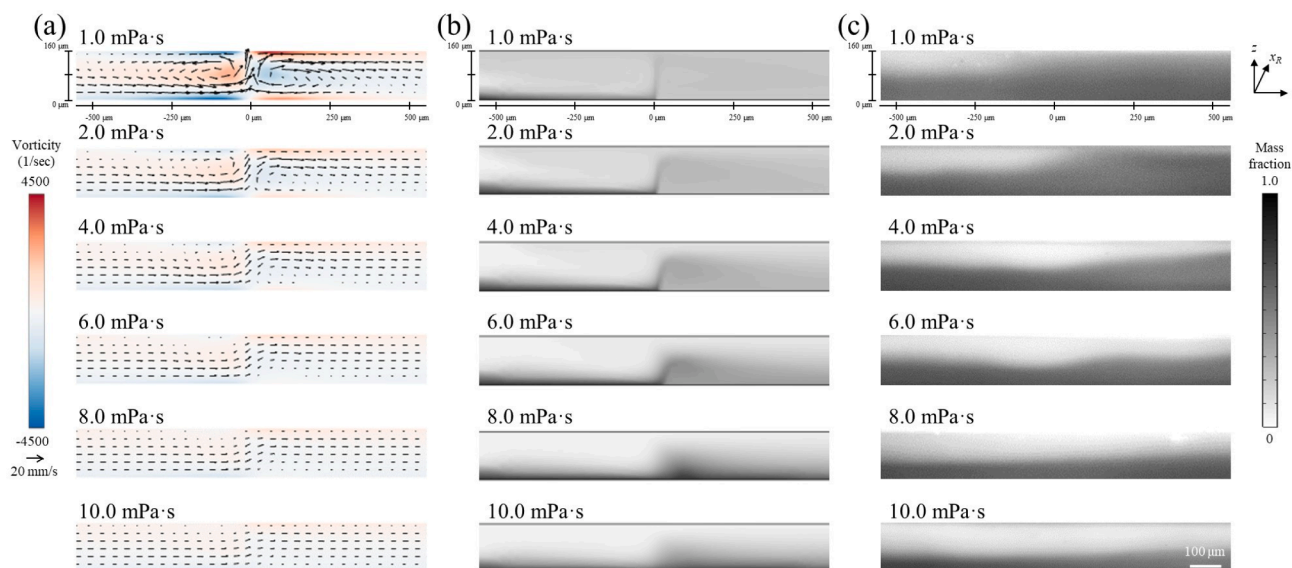 (a)
(b)
(c)
1.0 mPa·s
1.0 mPa·s
1.0 mPa·s
160 μm
0 μm
160 μm
0 μm
160 μm
0 μm
z
x_R
-500 μm -250 μm 0 μm 250 μm 500 μm
-500 μm -250 μm 0 μm 250 μm 500 μm
-500 μm -250 μm 0 μm 250 μm 500 μm
2.0 mPa·s
2.0 mPa·s
2.0 mPa·s
Vorticity
(1/sec)
4500
-4500
20 mm/s
Mass
fraction
1.0
0
4.0 mPa·s
4.0 mPa·s
4.0 mPa·s
6.0 mPa·s
6.0 mPa·s
6.0 mPa·s
8.0 mPa·s
8.0 mPa·s
8.0 mPa·s
10.0 mPa·s
10.0 mPa·s
10.0 mPa·s
100 μm